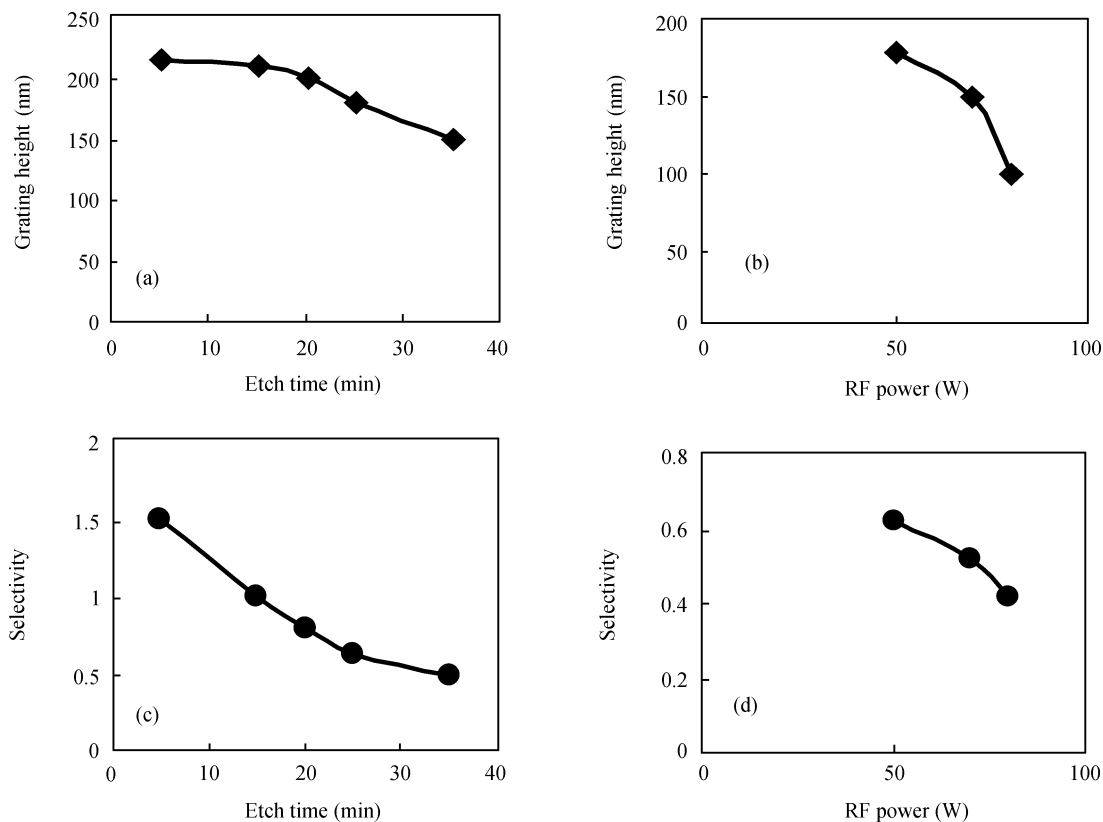 250
200
150
100
50
0
Grating height (nm)
(a)
0 10 20 30 40
Etch time (min)
200
150
100
50
0
Grating height (nm)
(b)
0 50 100
RF power (W)
2
1.5
1
0.5
0
Selectivity
(c)
0 10 20 30 40
Etch time (min)
0.8
0.6
0.4
0.2
0
Selectivity
(d)
0 50 100
RF power (W)